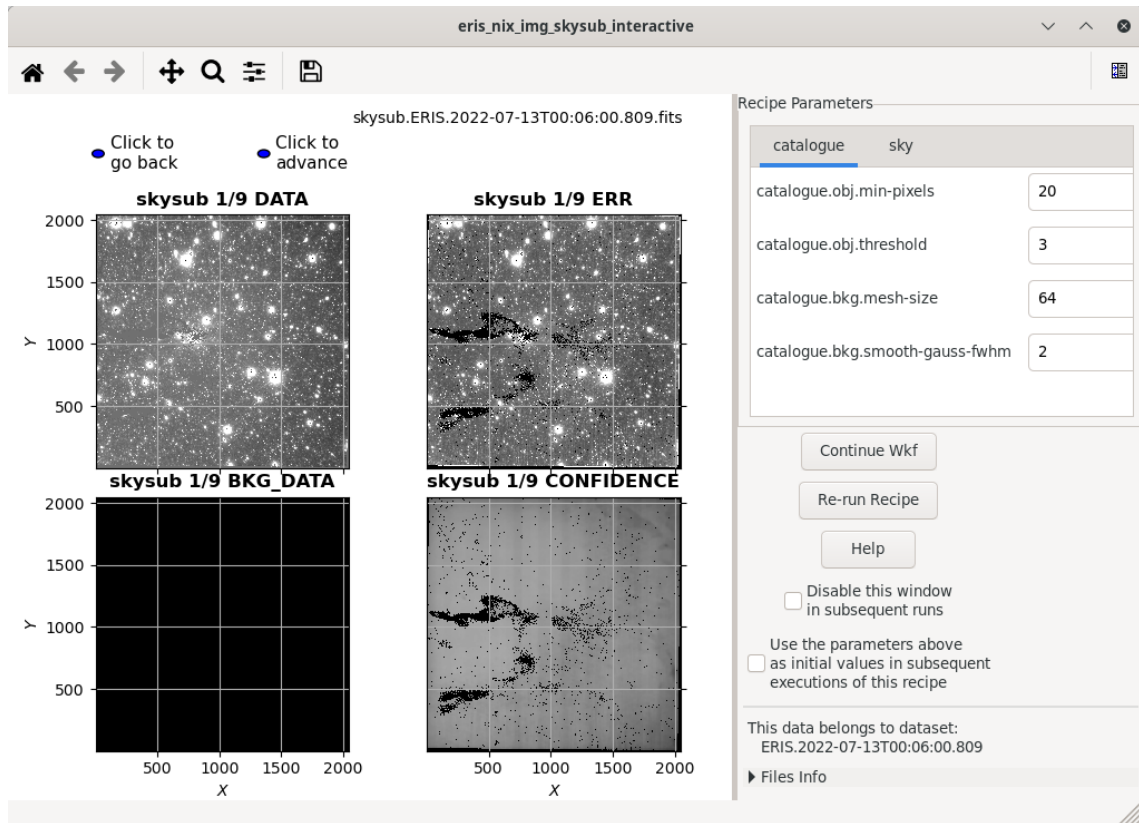 eris_nix_img_skysub_interactive
skysub.ERIS.2022-07-13T00:06:00.809.fits
Click to
go back
Click to
advance
skysub 1/9 DATA
skysub 1/9 ERR
2000
1500
1000
500
Y
skysub 1/9 BKG_DATA
skysub 1/9 CONFIDENCE
2000
1500
1000
500
Y
500 1000 1500 2000
X
500 1000 1500 2000
X
Recipe Parameters
catalogue sky
catalogue.obj.min-pixels 20
catalogue.obj.threshold 3
catalogue.bkg.mesh-size 64
catalogue.bkg.smooth-gauss-fwhm 2
Continue Wkf
Re-run Recipe
Help
Disable this window
in subsequent runs
Use the parameters above
as initial values in subsequent
executions of this recipe
This data belongs to dataset:
ERIS.2022-07-13T00:06:00.809
Files Info